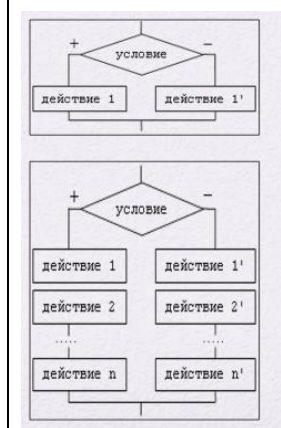 + −
условие
действие 1 действие 1'
+ −
условие
действие 1 действие 1'
действие 2 действие 2'
..... .....
действие n действие n'